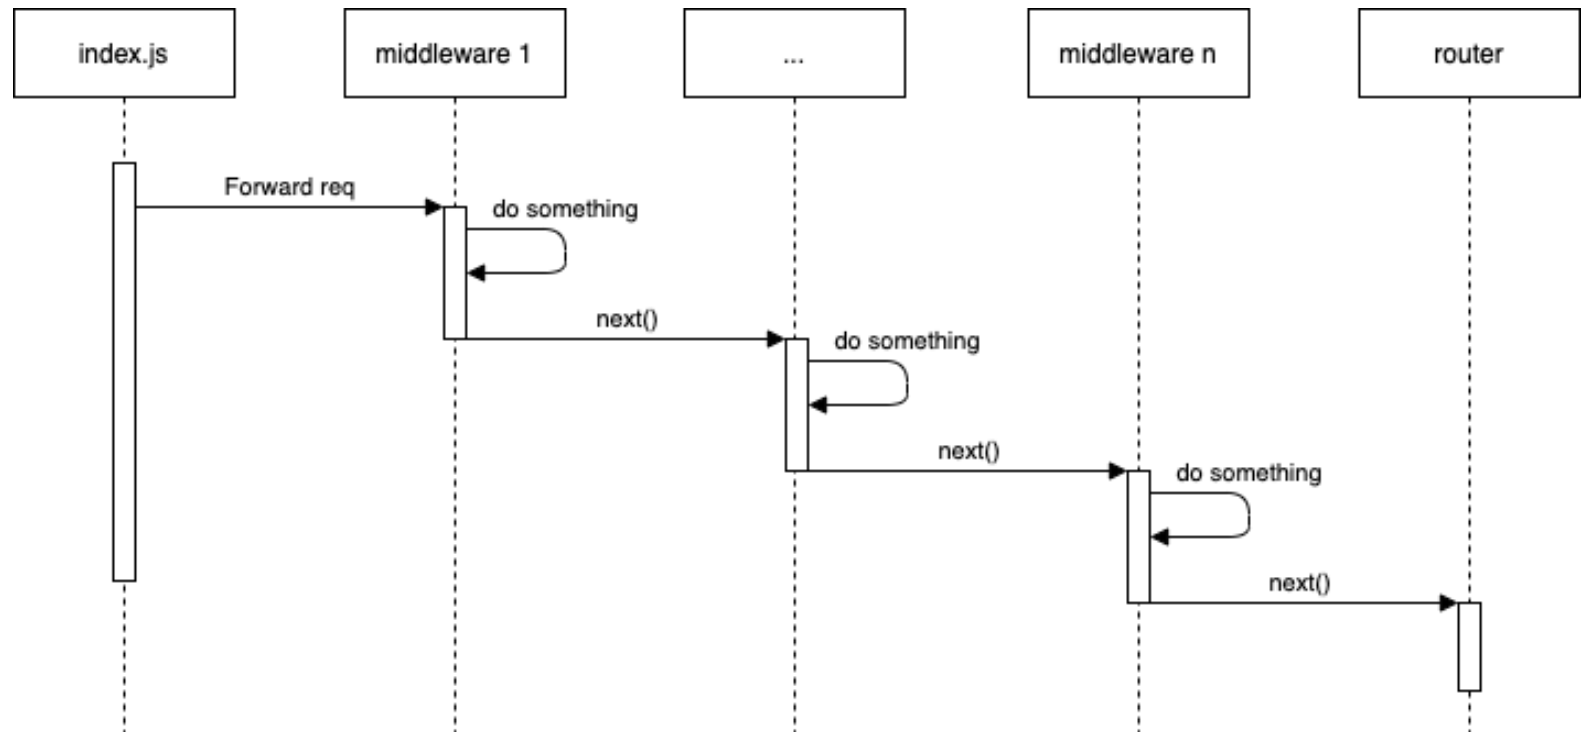 index.js
middleware 1
...
middleware n
router
Forward req
do something
next()
do something
next()
do something
next()